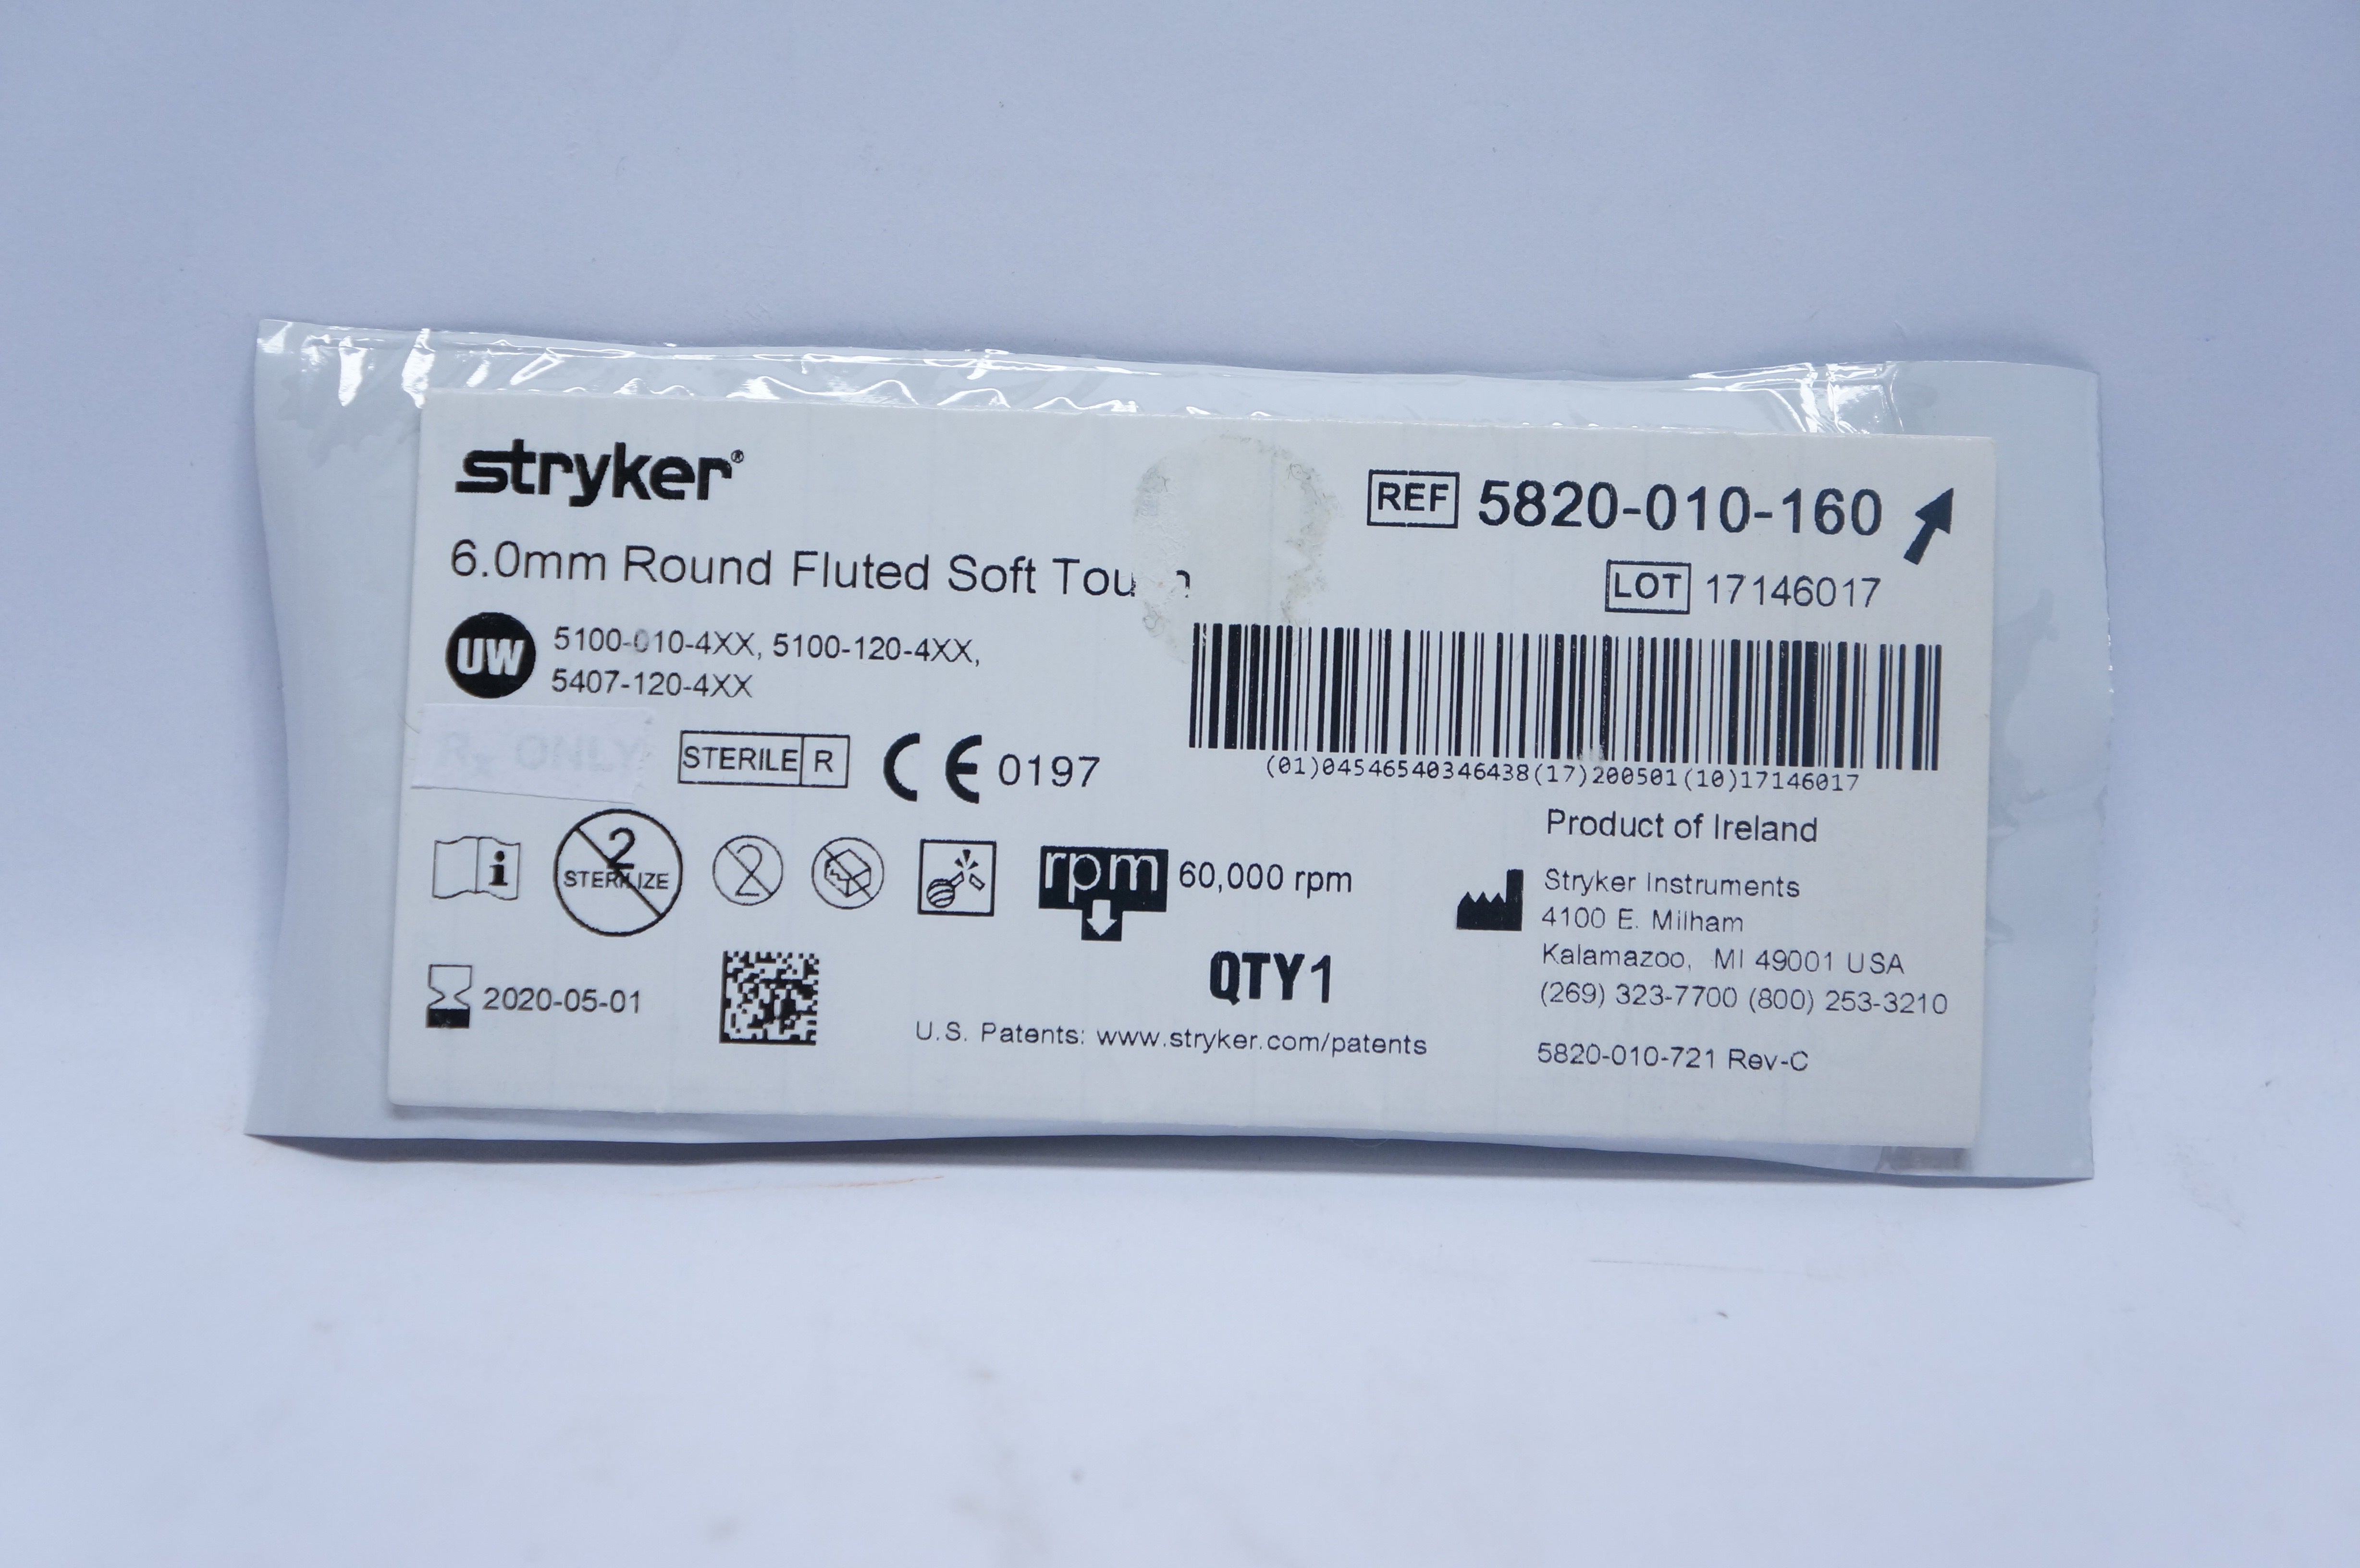 stryker®
6.0mm Round Fluted Soft
REF 5820-010-160
LOT 17146017
UW 5100-010-4XX, 5100-120-4XX,
5407-120-4XX
Rx ONLY
STERILE R
CE 0197
(01)04546540346438(17)200501(10)17146017
Product of Ireland
2
STERILIZE
2
rpm 60,000 rpm
Stryker Instruments
4100 E. Milham
Kalamazoo, MI 49001 USA
(269) 323-7700 (800) 253-3210
2020-05-01
QTY1
U.S. Patents: www.stryker.com/patents
5820-010-721 Rev-C